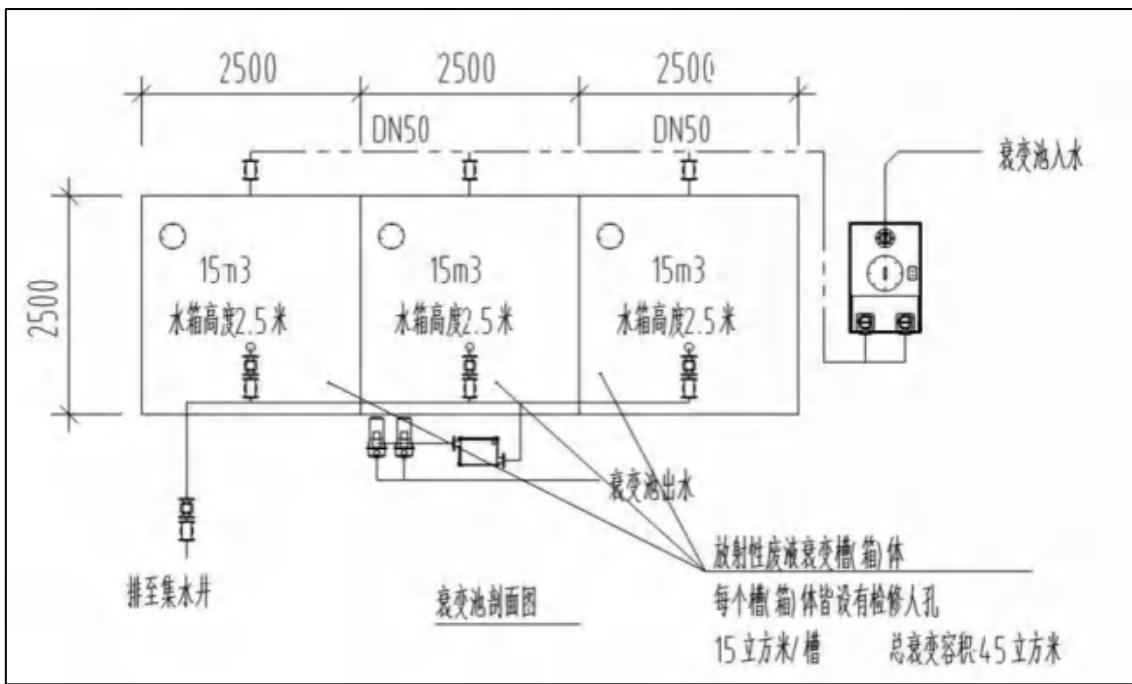 2500 2500 2500
DN50 DN50
衰变池入水
2500
15m3 15m3 15m3
水箱高度2.5米 水箱高度2.5米 水箱高度2.5米
衰变池出水
放射性废液衰变槽(箱)体
排至集水井
衰变池剖面图
每个槽(箱)体皆设有检修人孔
15立方米/槽 总衰变容积45立方米